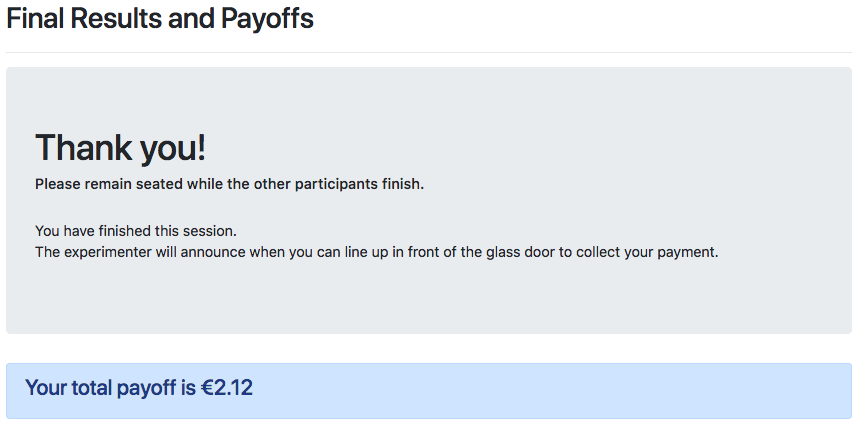 Final Results and Payoffs
Thank you!
Please remain seated while the other participants finish.
You have finished this session.
The experimenter will announce when you can line up in front of the glass door to collect your payment.
Your total payoff is €2.12